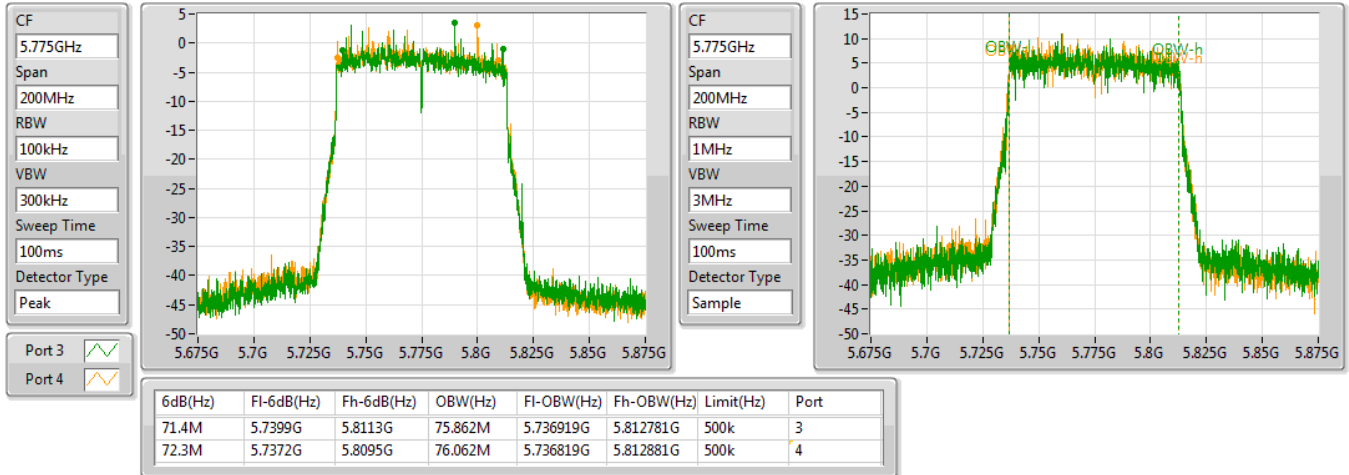 CF
5.775GHz
Span
200MHz
RBW
100kHz
VBW
300kHz
Sweep Time
100ms
Detector Type
Peak
5
0
-5
-10
-15
-20
-25
-30
-35
-40
-45
-50
5.675G 5.7G 5.725G 5.75G 5.775G 5.8G 5.825G 5.85G 5.875G
CF
5.775GHz
Span
200MHz
RBW
1MHz
VBW
3MHz
Sweep Time
100ms
Detector Type
Sample
15
10
5
0
-5
-10
-15
-20
-25
-30
-35
-40
-45
-50
OBW-h
OBW-h
5.675G 5.7G 5.725G 5.75G 5.775G 5.8G 5.825G 5.85G 5.875G
Port 3
Port 4
6dB(Hz) Fl-6dB(Hz) Fh-6dB(Hz) OBW(Hz) Fl-OBW(Hz) Fh-OBW(Hz) Limit(Hz) Port
71.4M 5.7399G 5.8113G 75.862M 5.736919G 5.812781G 500k 3
72.3M 5.7372G 5.8095G 76.062M 5.736819G 5.812881G 500k 4